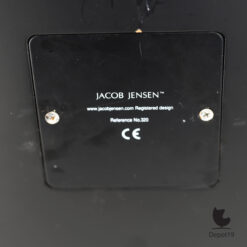 JACOB JENSEN™
www.jacobjensen.com Registered design
Reference No.320
CE
Depot19